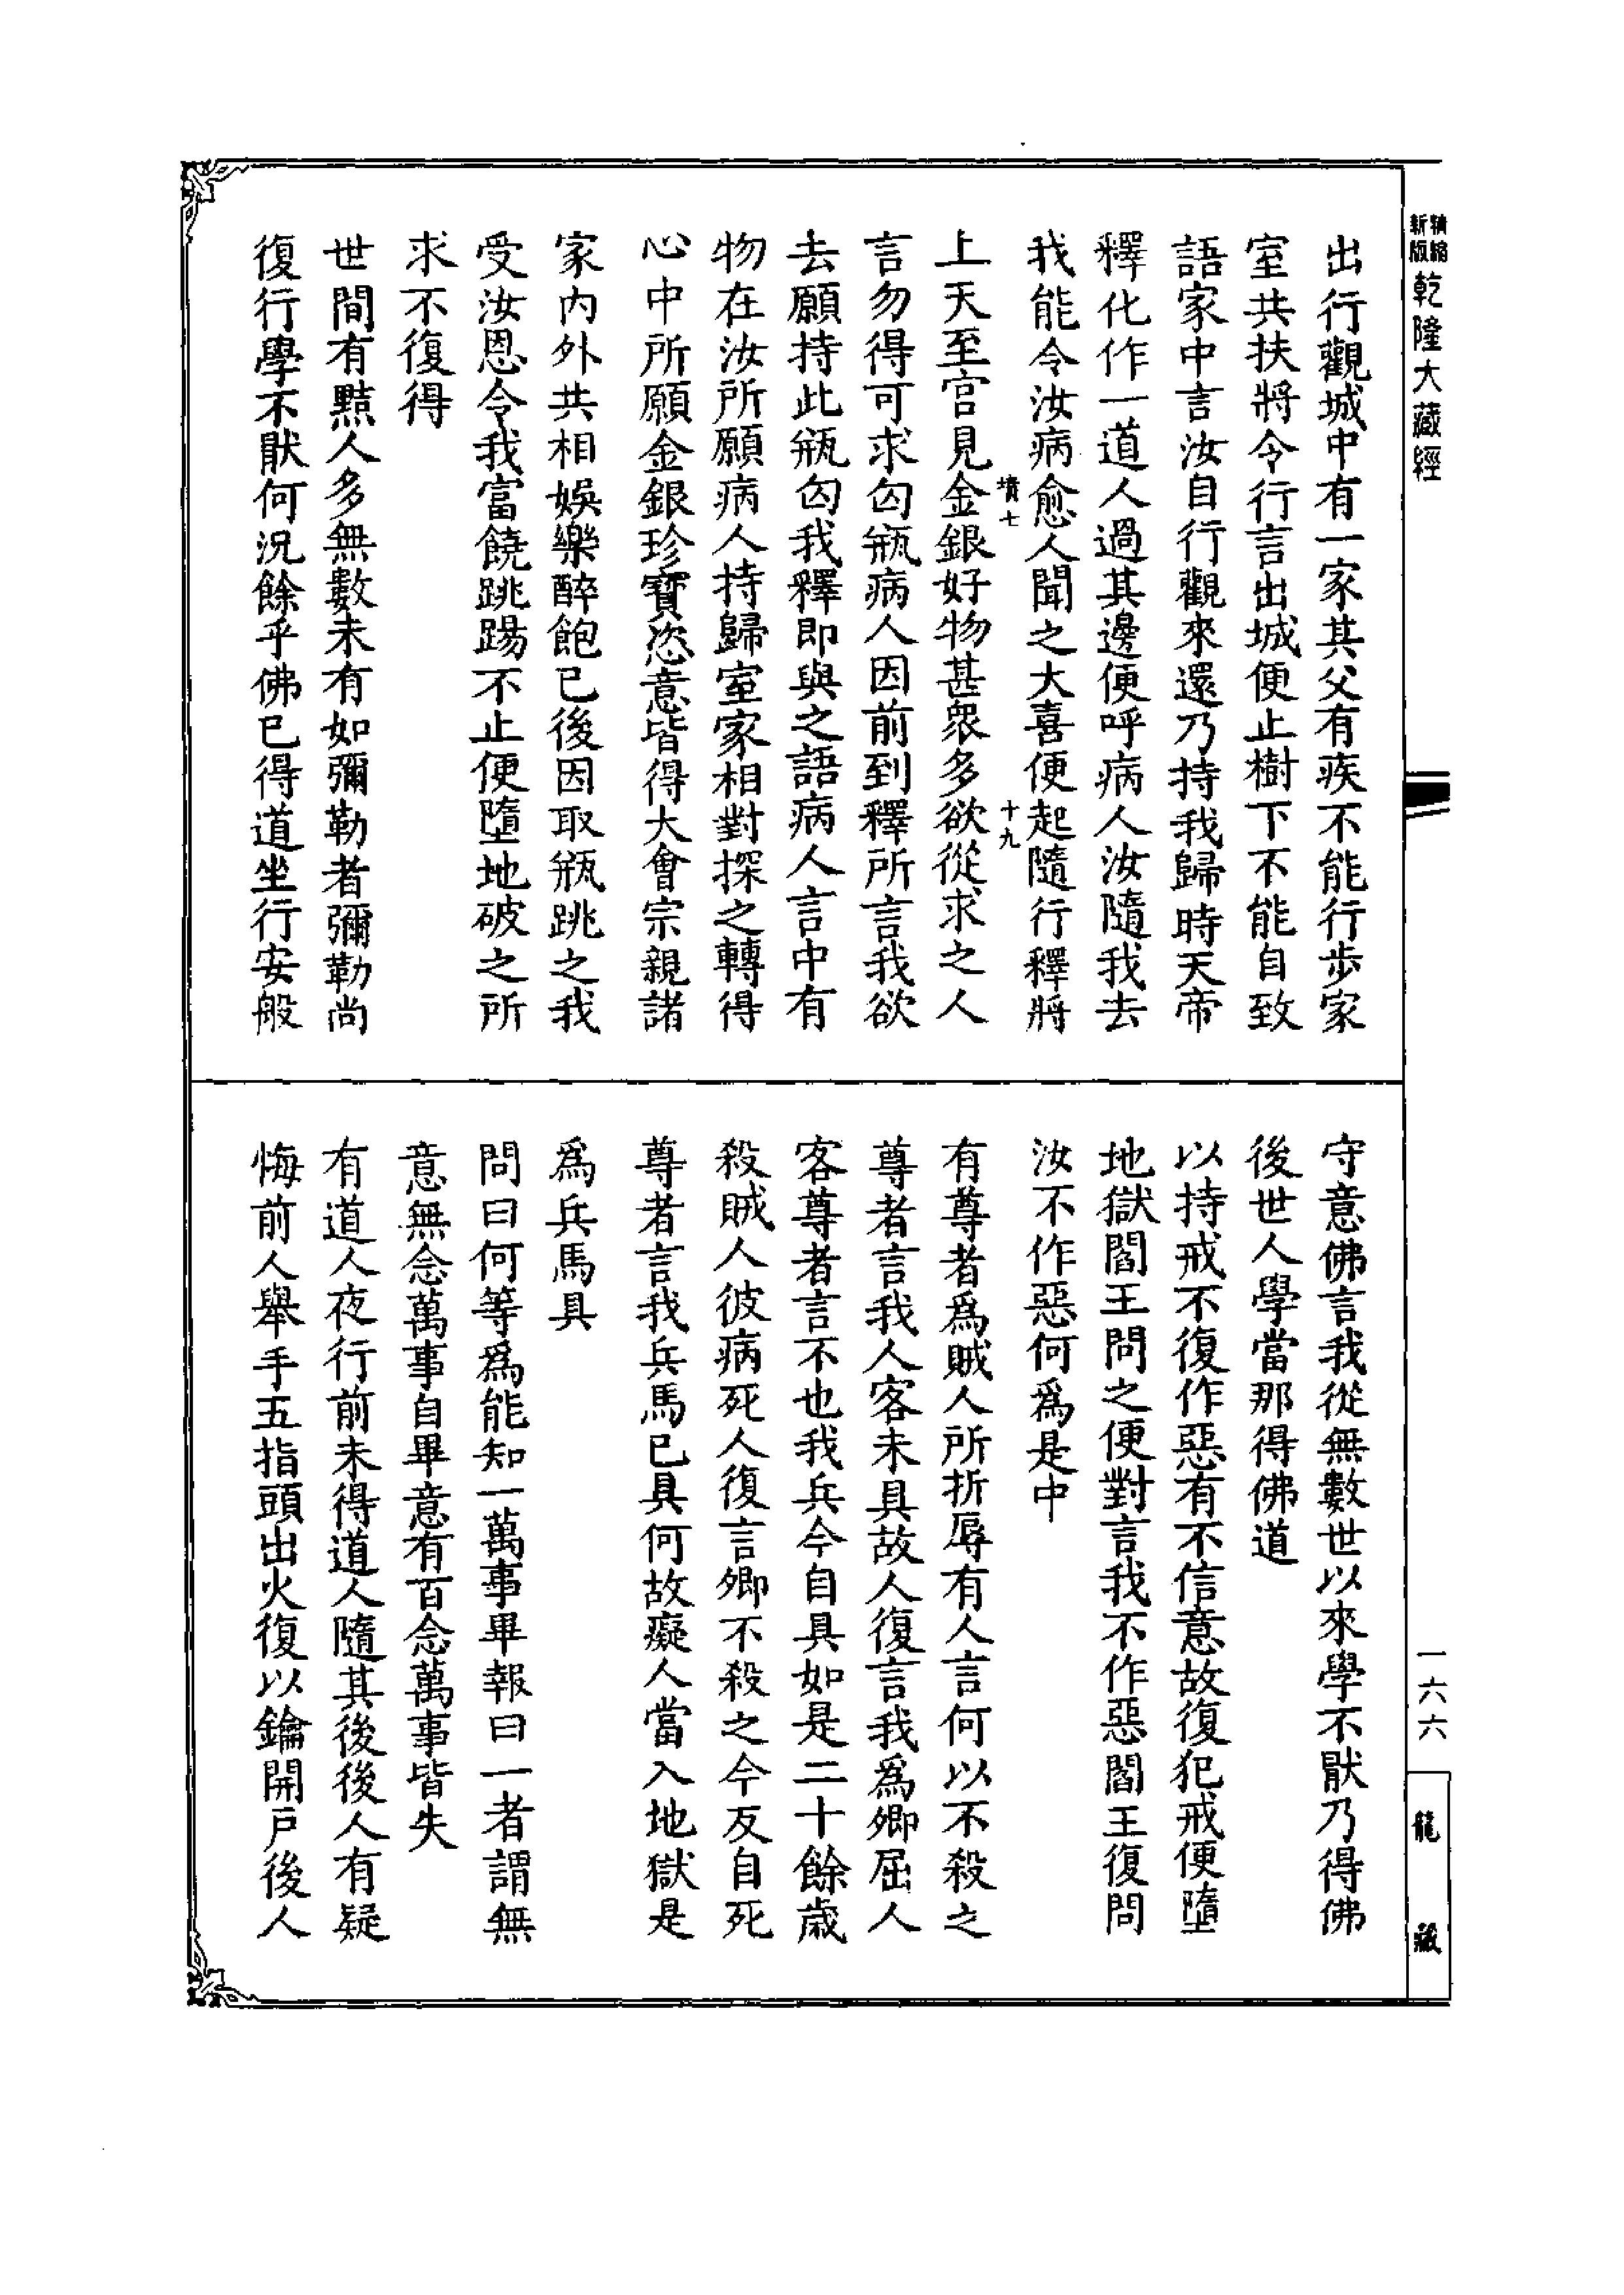 新版精縮乾隆大藏經
出行觀城中有一家其父有疾不能行步家
室共扶將令行言出城便止樹下不能自致
語家中言汝自行觀來還乃持我歸時天帝
釋化作一道人過其邊便呼病人汝隨我去
我能令汝病愈人聞之大喜便起隨行釋將
墳七
十九
上天至宫見金銀好物甚衆多欲從求之人
言勿得可求匃瓶病人因前到釋所言我欲
去願持此瓶匃我釋即與之語病人言中有
物在汝所願病人持歸室家相對探之轉得
心中所願金銀珍寶恣意皆得大會宗親諸
家内外共相娛樂醉飽已後因取瓶跳之我
受汝恩令我富饒跳踢不止便墮地破之所
求不復得
世間有黠人多無數未有如彌勒者彌勒尚
復行學不猒何況餘乎佛已得道坐行安般
守意佛言我從無數世以來學不猒乃得佛
後世人學當那得佛道
以持戒不復作惡有不信意故復犯戒便墮
地獄閻王問之便對言我不作惡閻王復問
汝不作惡何爲是中
有尊者爲賊人所折辱有人言何以不殺之
尊者言我人客未具故人復言我爲卿屈人
客尊者言不也我兵今自具如是二十餘歲
殺賊人彼病死人復言卿不殺之今反自死
尊者言我兵馬已具何故癡人當入地獄是
爲兵馬具
問曰何等爲能知一萬事畢報曰一者謂無
意無念萬事自畢意有百念萬事皆失
有道人夜行前未得道人隨其後後人有疑
悔前人舉手五指頭出火復以鑰開戶後人
一六六
龍藏